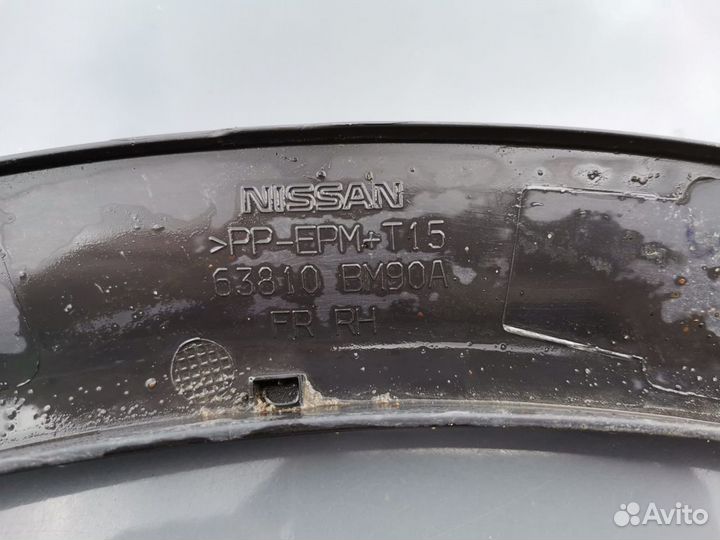 NISSAN
>PP-EPM+T15
63810 BM90A
FR RH
Avito